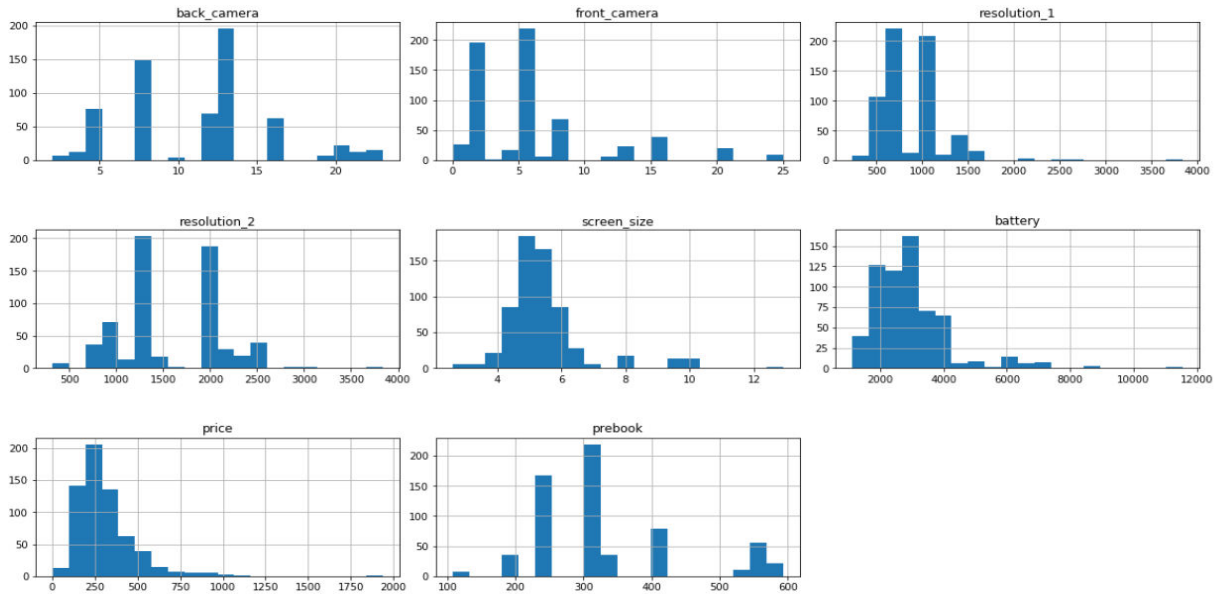 back_camera front_camera resolution_1
200 150 100 50 0
5 10 15 20
200 150 100 50 0
0 5 10 15 20 25
200 150 100 50 0
500 1000 1500 2000 2500 3000 3500 4000
resolution_2 screen_size battery
200 150 100 50 0
500 1000 1500 2000 2500 3000 3500 4000
150 100 50 0
4 6 8 10 12
150 125 100 75 50 25 0
2000 4000 6000 8000 10000 12000
price prebook
200 150 100 50 0
0 250 500 750 1000 1250 1500 1750 2000
200 150 100 50 0
100 200 300 400 500 600